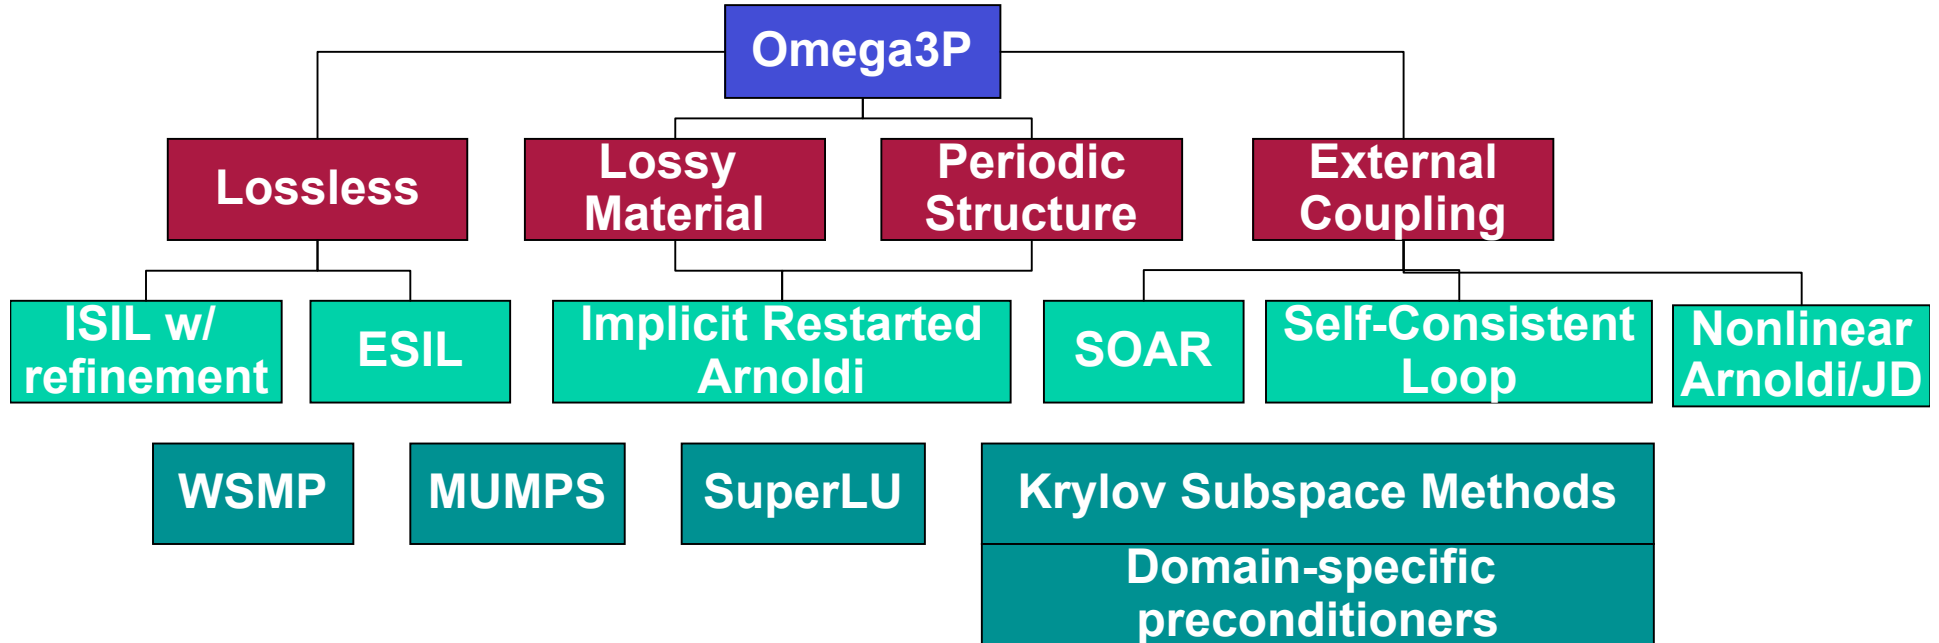 Omega3P
Lossless
Lossy
Material
Periodic
Structure
External
Coupling
ISIL w/
refinement
ESIL
Implicit Restarted
Arnoldi
SOAR
Self-Consistent
Loop
Nonlinear
Arnoldi/JD
WSMP
MUMPS
SuperLU
Krylov Subspace Methods
Domain-specific
preconditioners